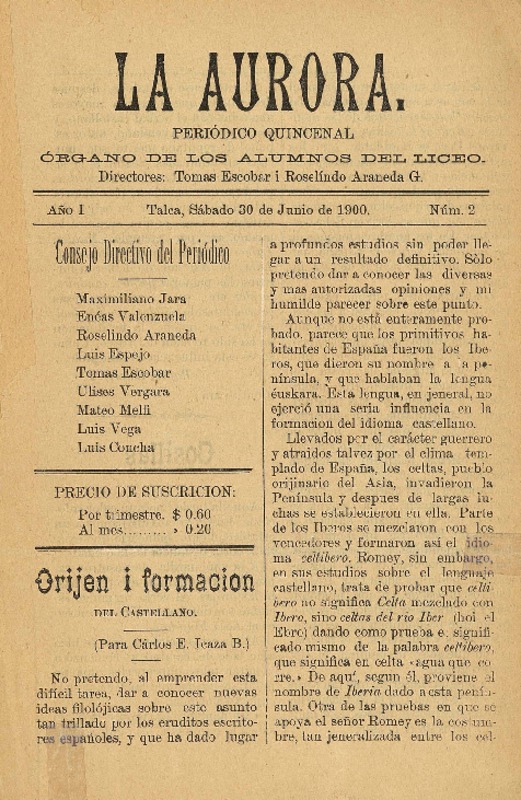 LA AURORA.
PERIÓDICO QUINCENAL
ÓRGANO DE LOS ALUMNOS DEL LICEO.
Directores: Tomas Escobar i Roselindo Araneda G.
Año I Talca, Sábado 30 de Junio de 1900. Núm. 2
Consejo Directivo del Periódico
Maximiliano Jara
Enéas Valenzuela
Roselindo Araneda
Luis Espejo
Tomas Escobar
Ulises Vergara
Mateo Melfi
Luis Vega
Luis Concha
PRECIO DE SUSCRICION:
Por trimestre. $ 0.60
Al mes......... » 0.20
Orijen i formacion
DEL CASTELLANO.
(Para Cárlos E. Icaza B.)
No pretendo, al emprender esta
difícil tarea, dar a conocer nuevas
ideas filolójicas sobre este asunto
tan trillado por los eruditos escrito-
res españoles, y que ha dado lugar
a profundos estudios sin poder lle-
gar a un resultado definitivo. Sólo
pretendo dar a conocer las diversas
y mas autorizadas opiniones y mi
humilde parecer sobre este punto.
Aunque no está enteramente pro-
bado, parece que los primitivos ha-
bitantes de España fueron los Ibe-
ros, que dieron su nombre a la pe-
nínsula, y que hablaban la lengua
éuskara. Esta lengua, en jeneral, no
ejerció una seria influencia en la
formacion del idioma castellano.
Llevados por el carácter guerrero
y atraidos talvez por el clima tem-
plado de España, los celtas, pueblo
orijinario del Asia, invadieron la
Península y despues de largas lu-
chas se establecieron en ella. Parte
de los Iberos se mezclaron con los
vencedores y formaron así el idio-
ma celtíbero. Romey, sin embargo,
en sus estudios sobre el lenguaje
castellano, trata de probar que celtí-
bero no significa Celta mezclado con
Ibero, sino celtas del rio Iber (hoi el
Ebro) dando como prueba el signifi-
cado mismo de la palabra celtíbero,
que significa en celta «agua que co-
rre.» De aquí, segun él, proviene el
nombre de Iberia dado a esta penín-
sula. Otra de las pruebas en que se
apoya el señor Romey es la costum-
bre, tan jeneralizada entre los cel-